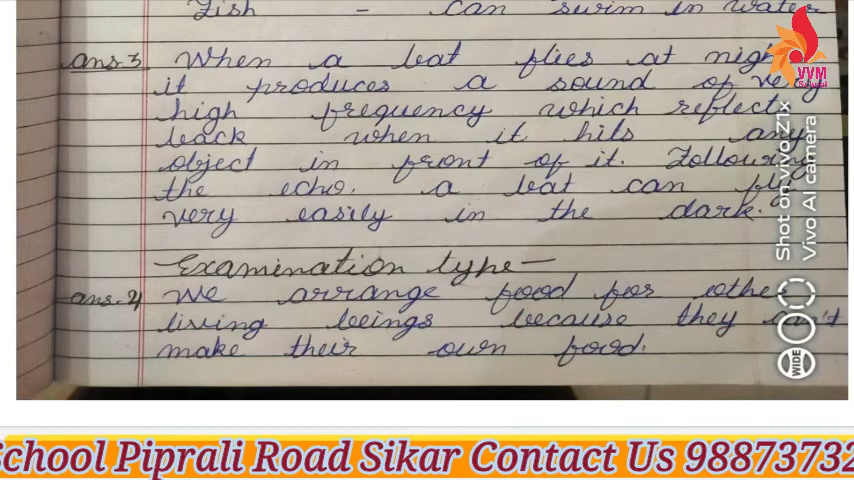 Fish - can swim in water
ans.3 When a bat flies at night
it produces a sound of very
high frequency which reflects
back when it hits any
object in front of it. Following
the echo. a bat can fly
very easily in the dark.
Examination type
ans.4 We arrange food for other
living beings because they can't
make their own food.
VVM
School
Shot on vivo Z1x
Vivo AI camera
WIDE
School Piprali Road Sikar Contact Us 98873732